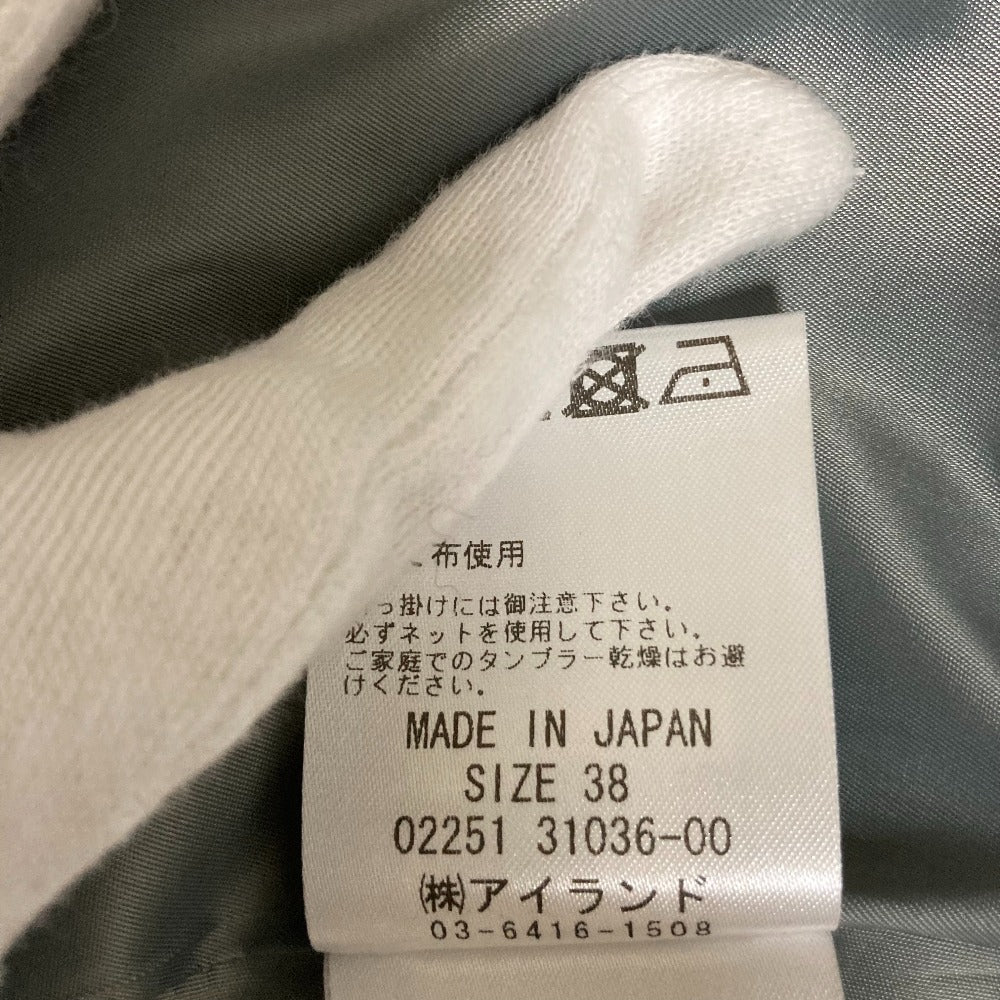 布使用
っ掛けには御注意下さい。
必ずネットを使用して下さい。
ご家庭でのタンブラー乾燥はお避
けください。
MADE IN JAPAN
SIZE 38
02251 31036-00
㈱アイランド
03-6416-1508